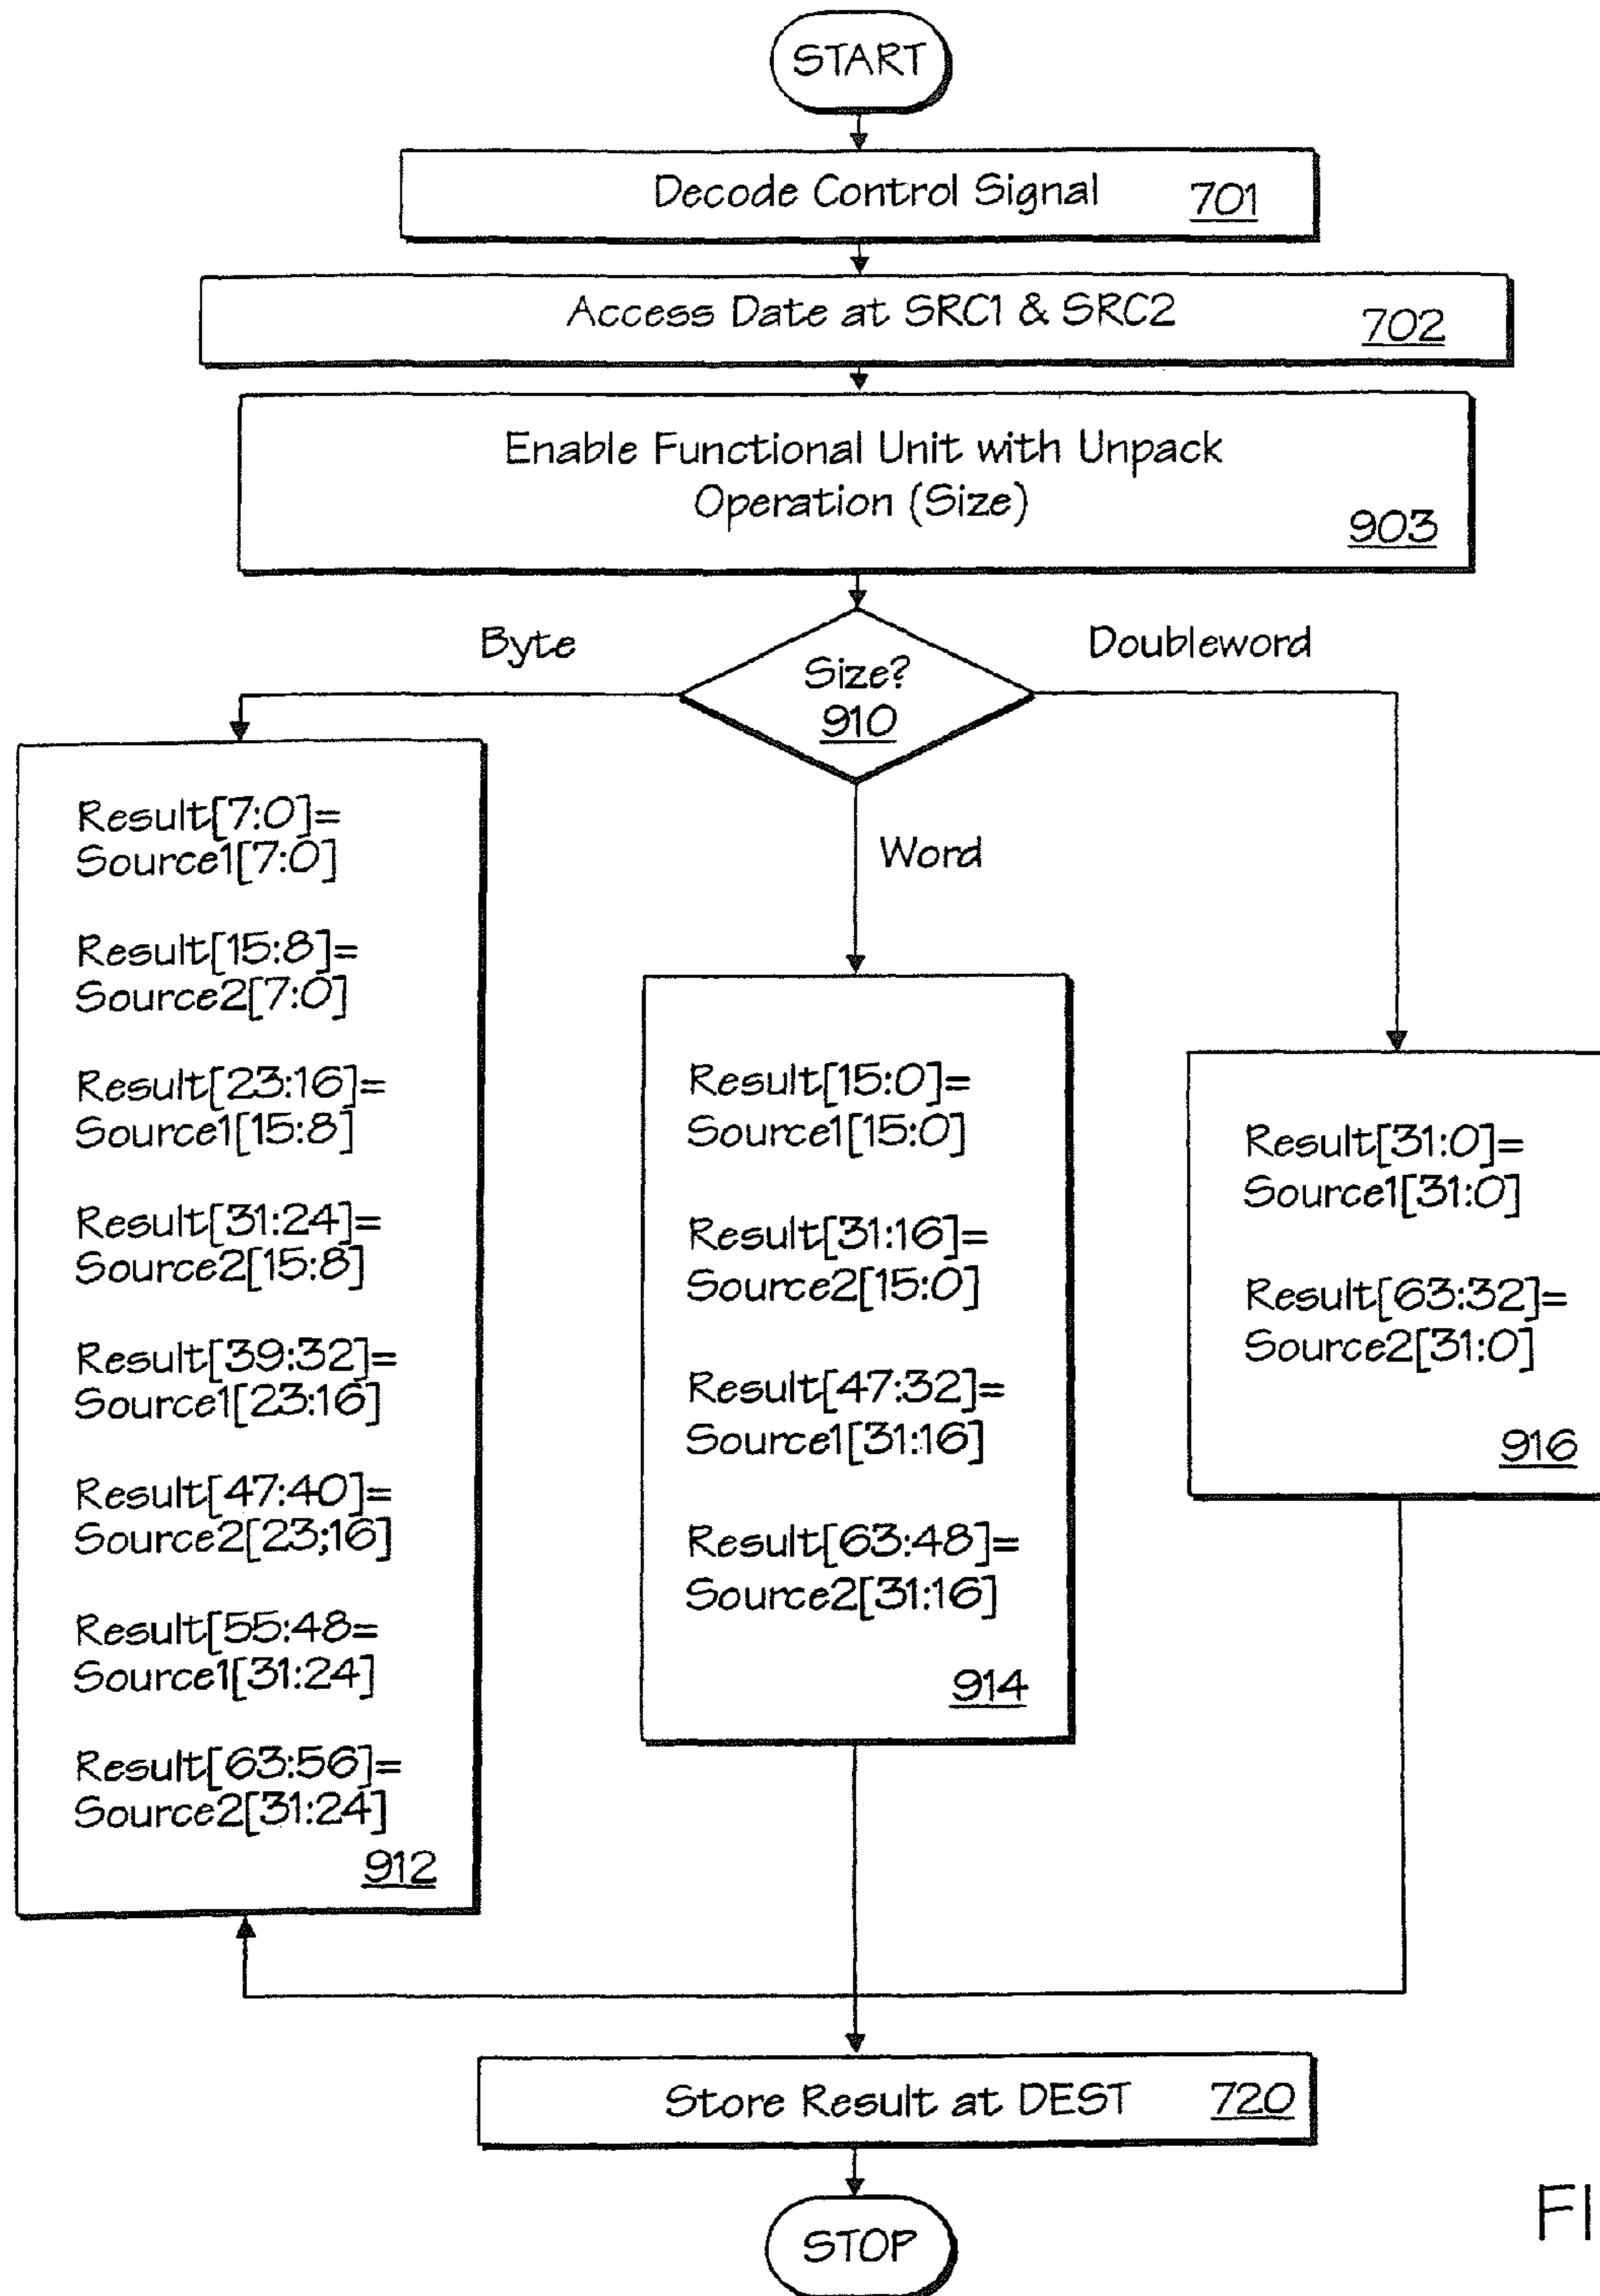 START
Decode Control Signal 701
Access Date at SRC1 & SRC2 702
Enable Functional Unit with Unpack
Operation (Size)
903
Byte
Size?
910
Doubleword
Word
Result[7:0]=
Source1[7:0]
Result[15:8]=
Source2[7:0]
Result[23:16]=
Source1[15:8]
Result[31:24]=
Source2[15:8]
Result[39:32]=
Source1[23:16]
Result[47:40]=
Source2[23;16]
Result[55:48=
Source1[31:24]
Result[63:56]=
Source2[31:24]
912
Result[15:0]=
Source1[15:0]
Result[31:16]=
Source2[15:0]
Result[47:32]=
Source1[31:16]
Result[63:48]=
Source2[31:16]
914
Result[31:0]=
Source1[31:0]
Result[63:32]=
Source2[31:0]
916
Store Result at DEST 720
STOP
FI